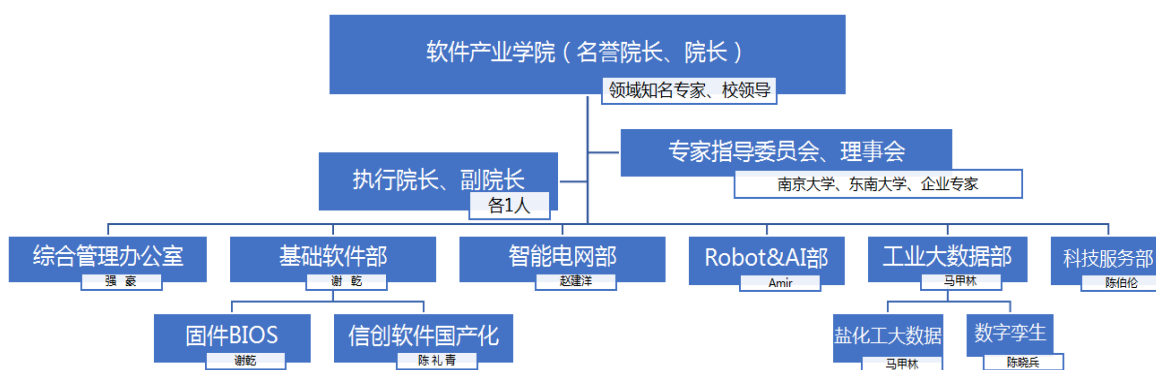 软件产业学院（名誉院长、院长）
领域知名专家、校领导
专家指导委员会、理事会
南京大学、东南大学、企业专家
执行院长、副院长
各1人
综合管理办公室
强 豪
基础软件部
谢 乾
智能电网部
赵建洋
Robot&AI部
Amir
工业大数据部
马甲林
科技服务部
陈伯伦
固件BIOS
谢乾
信创软件国产化
陈礼青
盐化工大数据
马甲林
数字孪生
陈晓兵